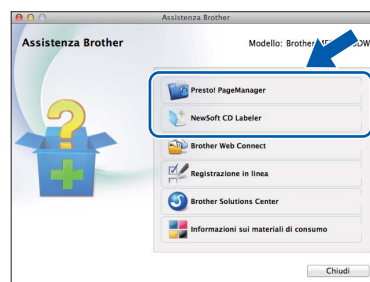 Assistenza Brother
Assistenza Brother
Modello: Brother
Presto! PageManager
NewSoft CD Labeler
Brother Web Connect
Registrazione in linea
Brother Solutions Center
Informazioni sui materiali di consumo
Chiudi